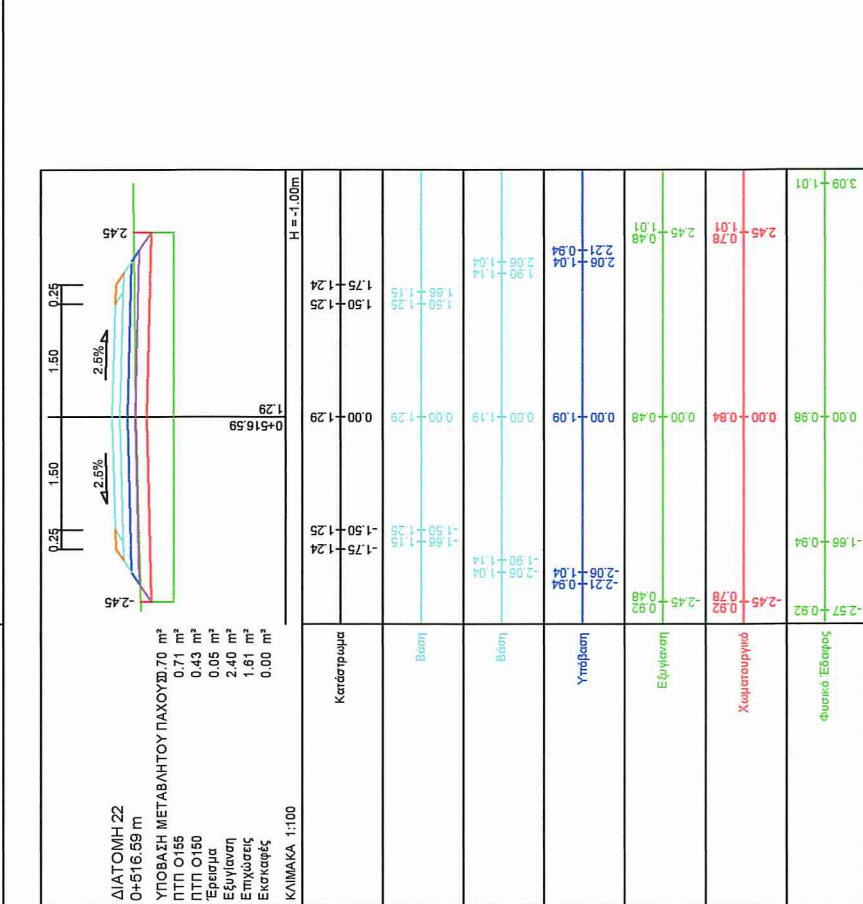 ΔΙΑΤΟΜΗ 22
0+516.59 m
ΥΠΟΒΑΣΗ ΜΕΤΑΒΛΗΤΟΥ ΠΑΧΟΥΣ0.70 m²
ΠΤΠ Ο155 0.71 m²
ΠΤΠ Ο150 0.43 m²
Έρεισμα 0.05 m²
Εξυγίανση 2.40 m²
Επιχώσεις 1.61 m²
Εκσκαφές 0.00 m²
ΚΛΙΜΑΚΑ 1:100
0.25 1.50 1.50 0.25
2.5% 2.5%
-2.45 2.45
0+516.59
1.29
H = -1.00m
Κατάστρωμα
-1.75 1.24
-1.50 1.25
0.00 1.29
1.50 1.25
1.75 1.24
Βάση
-1.66 1.15
-1.50 1.25
0.00 1.29
1.50 1.25
1.66 1.15
Βάση
-2.06 1.04
-1.90 1.14
0.00 1.19
1.90 1.14
2.06 1.04
Υπόβαση
-2.21 0.94
-2.06 1.04
0.00 1.09
2.06 1.04
2.21 0.94
Εξυγίανση
-2.45 0.92 0.48
0.00 0.48
2.45 0.48 1.01
Χωματουργικό
-2.45 0.92 0.78
0.00 0.84
2.45 0.78 1.01
Φυσικό Έδαφος
-2.57 0.92
-1.66 0.94
0.00 0.98
3.09 1.01